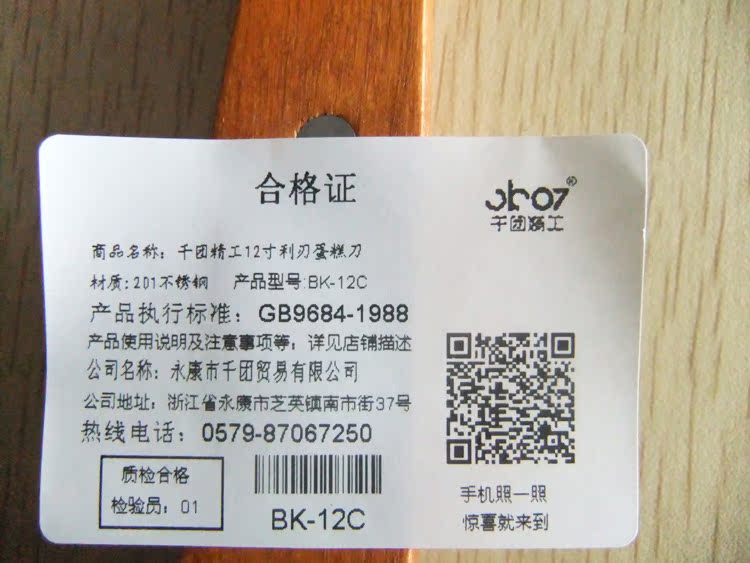 合格证
千团精工
商品名称：千团精工12寸利刃蛋糕刀
材质:201不锈钢 产品型号:BK-12C
产品执行标准：GB9684-1988
产品使用说明及注意事项等，详见店铺描述
公司名称：永康市千团贸易有限公司
公司地址：浙江省永康市芝英镇南市街37号
热线电话：0579-87067250
质检合格
检验员：01
BK-12C
手机照一照
惊喜就来到